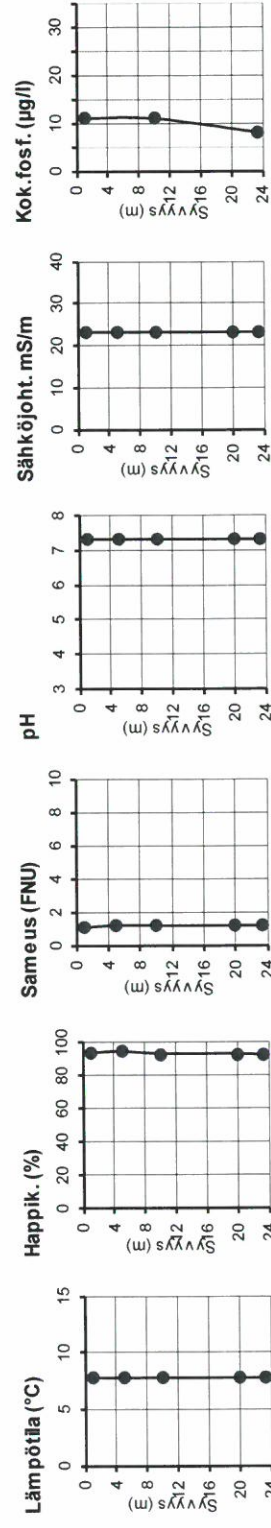 Lämpötila (°C)
0 5 10 15
0
4
8
12
16
20
24
Syvyys (m)
Happik. (%)
0 20 40 60 80 100
0
4
8
12
16
20
24
Syvyys (m)
Sameus (FNU)
0 2 4 6 8 10
0
4
8
12
16
20
24
Syvyys (m)
pH
3 4 5 6 7 8
0
4
8
12
16
20
24
Syvyys (m)
Sähköjoht. mS/m
0 10 20 30 40
0
4
8
12
16
20
24
Syvyys (m)
Kok.fosf. (µg/l)
0 10 20 30
0
4
8
12
16
20
24
Syvyys (m)